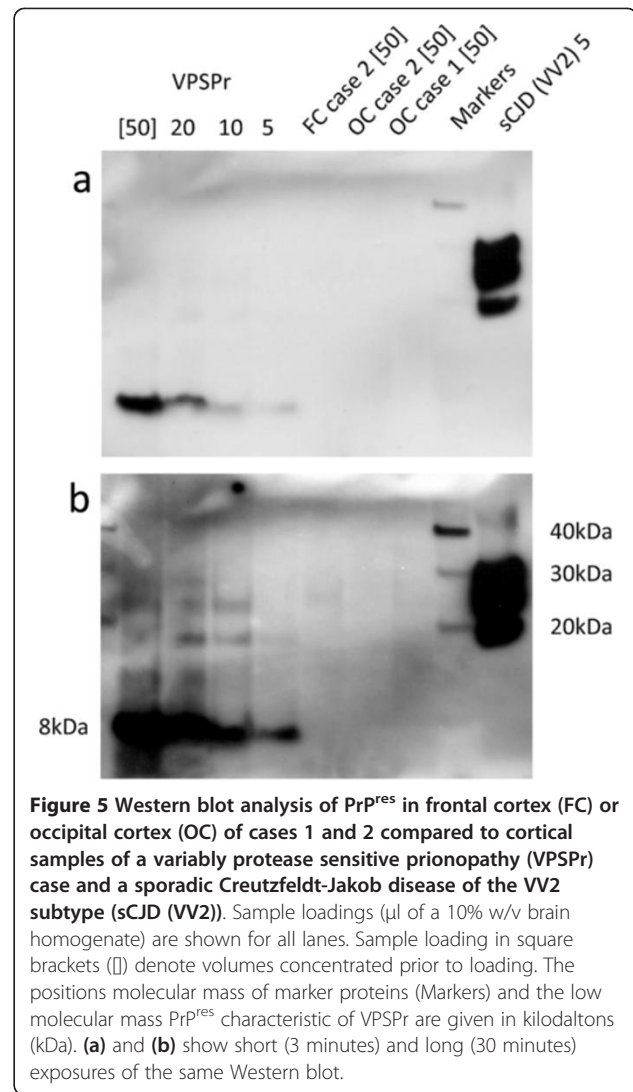 VPSPr
[50] 20 10 5 FC case 2 [50] OC case 2 [50] OC case 1 [50] Markers sCJD (VV2) 5
a
b
40kDa
30kDa
20kDa
8kDa
Figure 5 Western blot analysis of PrPres in frontal cortex (FC) or
occipital cortex (OC) of cases 1 and 2 compared to cortical
samples of a variably protease sensitive prionopathy (VPSPr)
case and a sporadic Creutzfeldt-Jakob disease of the VV2
subtype (sCJD (VV2)). Sample loadings (μl of a 10% w/v brain
homogenate) are shown for all lanes. Sample loading in square
brackets ([]) denote volumes concentrated prior to loading. The
positions molecular mass of marker proteins (Markers) and the low
molecular mass PrPres characteristic of VPSPr are given in kilodaltons
(kDa). (a) and (b) show short (3 minutes) and long (30 minutes)
exposures of the same Western blot.